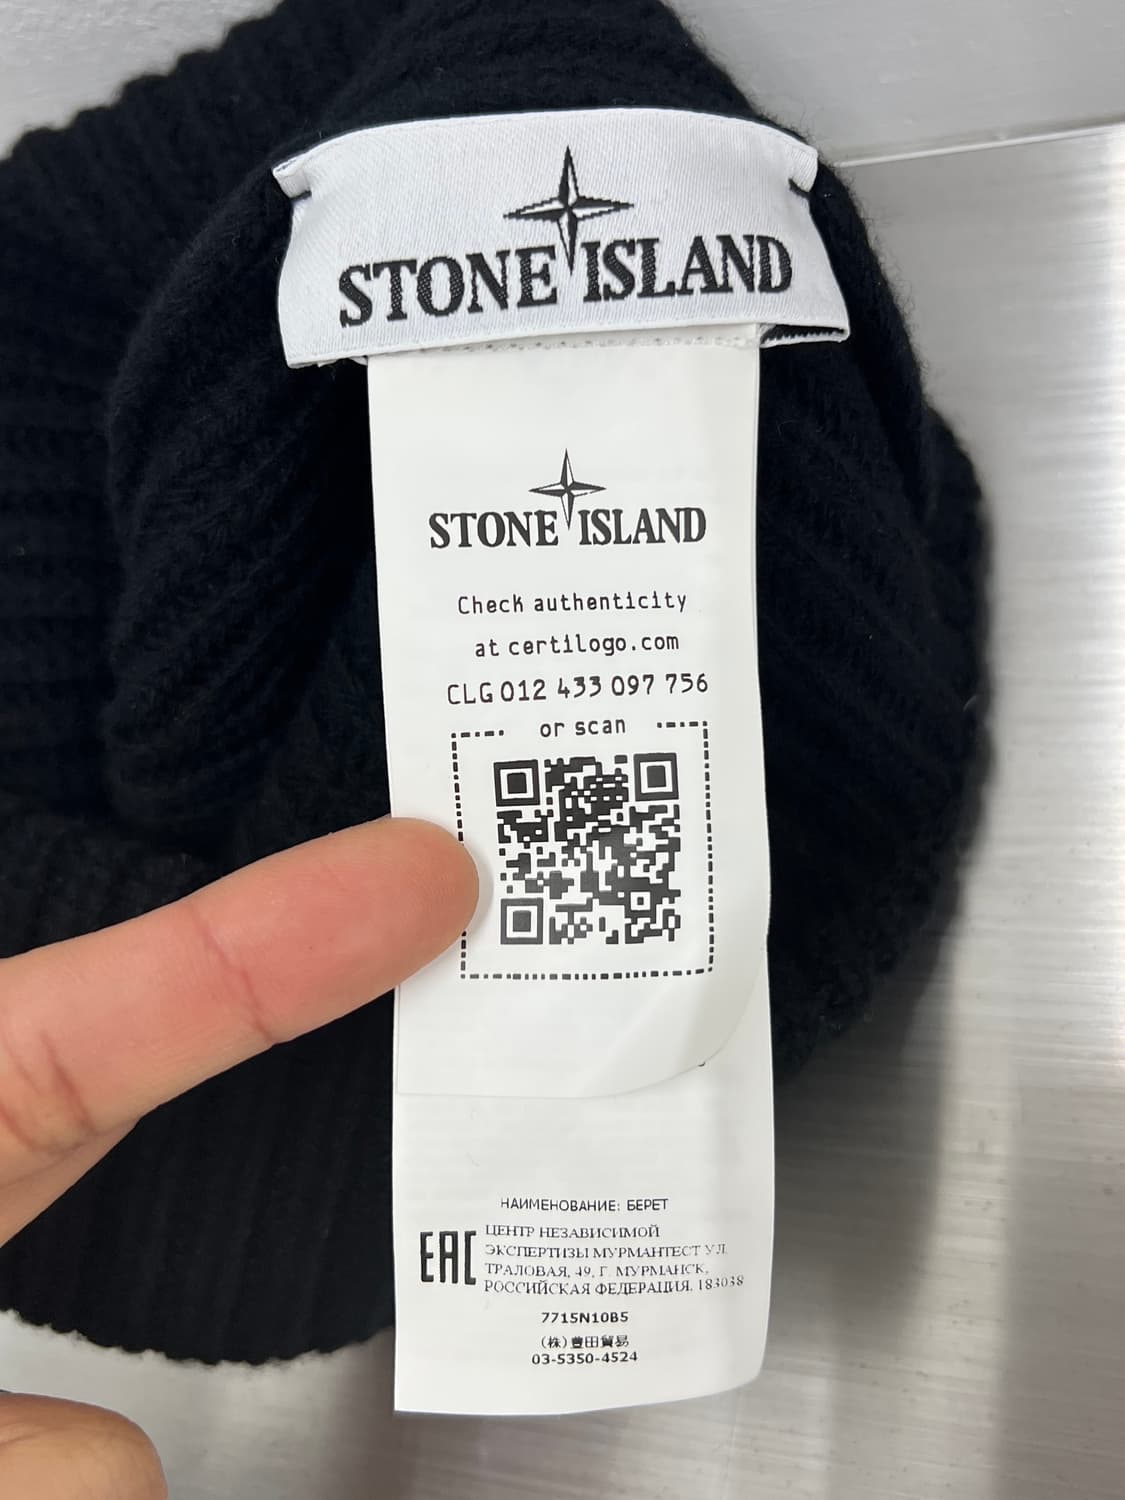 STONE ISLAND
STONE ISLAND
Check authenticity
at certilogo.com
CLG 012 433 097 756
or scan
НАИМЕНОВАНИЕ: БЕРЕТ
EAC
ЦЕНТР НЕЗАВИСИМОЙ
ЭКСПЕРТИЗЫ МУРМАНТЕСТ УЛ.
ТРАЛОВАЯ, 49, Г. МУРМАНСК,
РОССИЙСКАЯ ФЕДЕРАЦИЯ, 183038
7715N10B5
(株)豊田貿易
03-5350-4524